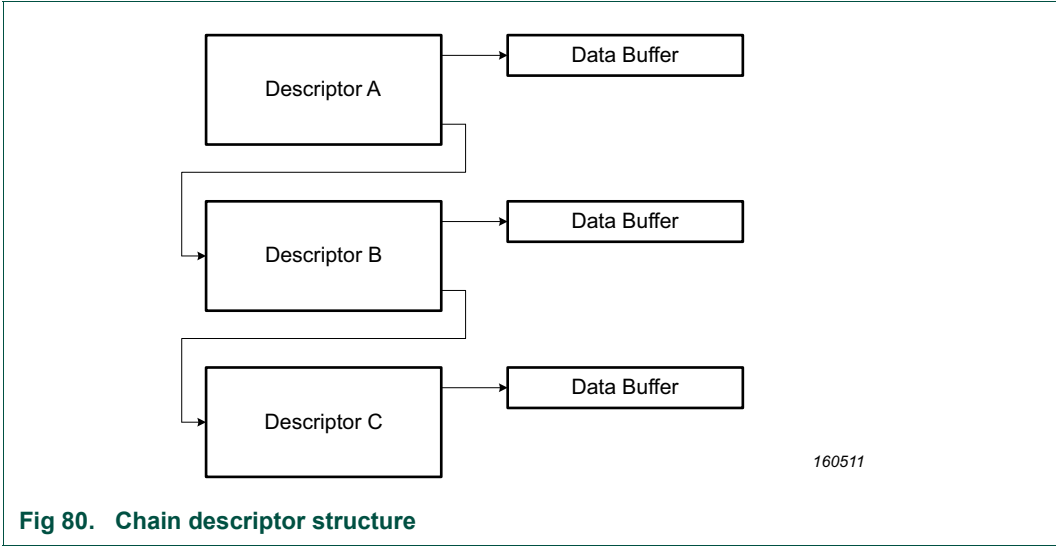 Descriptor A
Data Buffer
Descriptor B
Data Buffer
Descriptor C
Data Buffer
160511
Fig 80. Chain descriptor structure